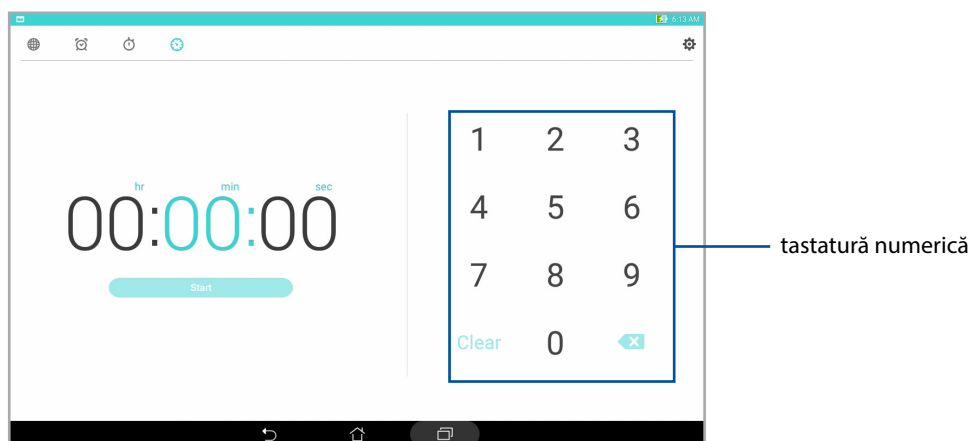 6:13 AM
hr min sec
00:00:00
Start
1 2 3
4 5 6
7 8 9
Clear 0
tastatură numerică